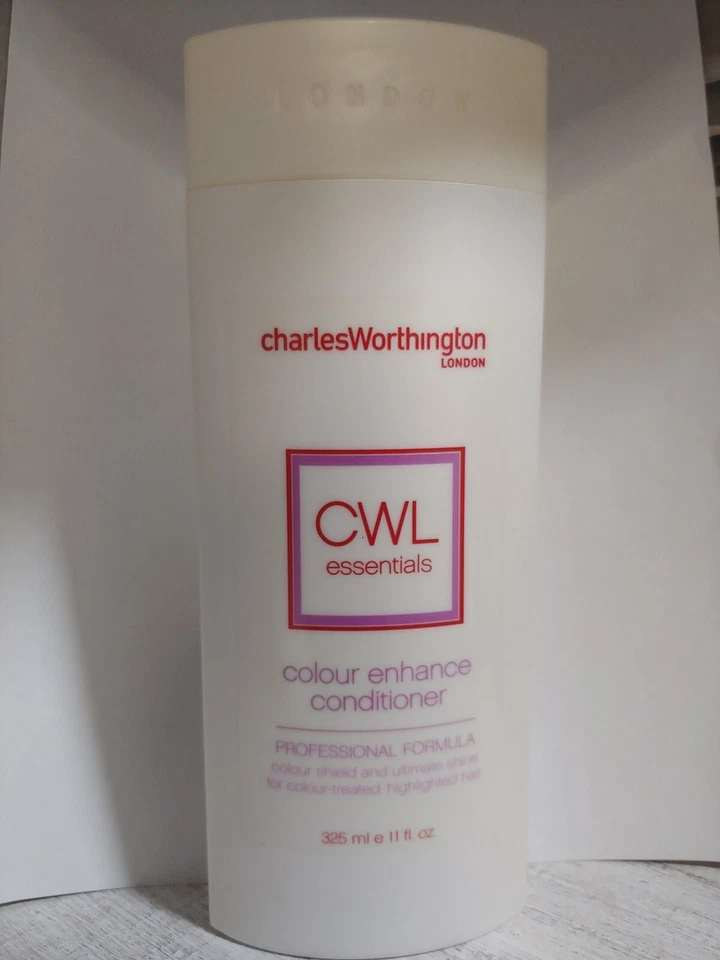 LONDON
charlesWorthington
LONDON
CWL
essentials
colour enhance
conditioner
PROFESSIONAL FORMULA
colour shield and ultimate shine
for colour-treated, highlighted hair
325 ml e 11 fl. oz.